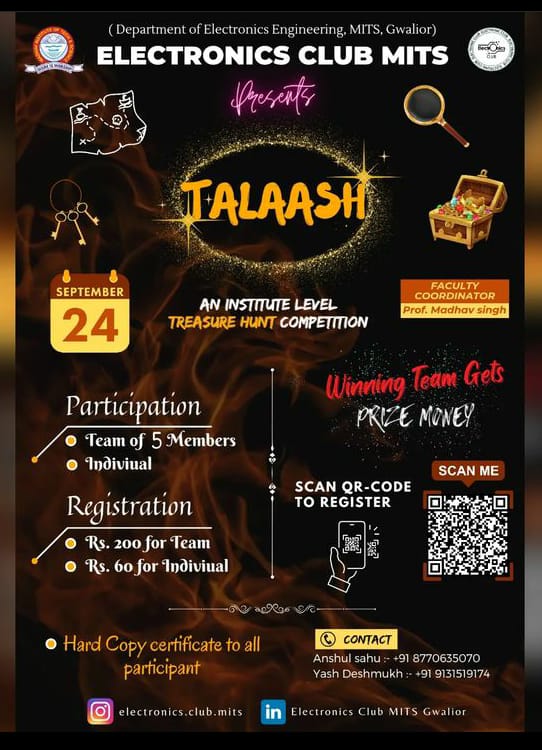 ( Department of Electronics Engineering, MITS, Gwalior)
ELECTRONICS CLUB MITS
Presents
TALAASH
SEPTEMBER
24
AN INSTITUTE LEVEL
TREASURE HUNT COMPETITION
FACULTY
COORDINATOR
Prof. Madhav singh
Winning Team Gets
PRIZE MONEY
Participation
Team of 5 Members
Indiviual
Registration
Rs. 200 for Team
Rs. 60 for Indiviual
SCAN ME
SCAN QR-CODE
TO REGISTER
Hard Copy certificate to all
participant
CONTACT
Anshul sahu :- +91 8770635070
Yash Deshmukh :- +91 9131519174
electronics.club.mits
in Electronics Club MITS Gwalior